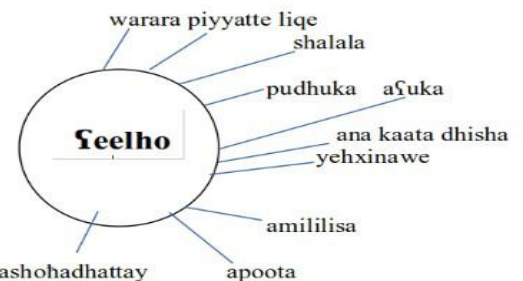 warara piyyatte liqe
shalala
pudhuka aʕuka
ʕeelho
ana kaata dhisha
yehxinawe
amililisa
ashohadhattay apoota